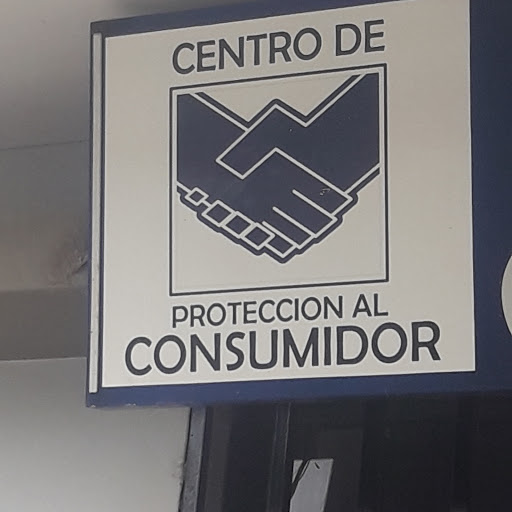 CENTRO DE
PROTECCION AL
CONSUMIDOR